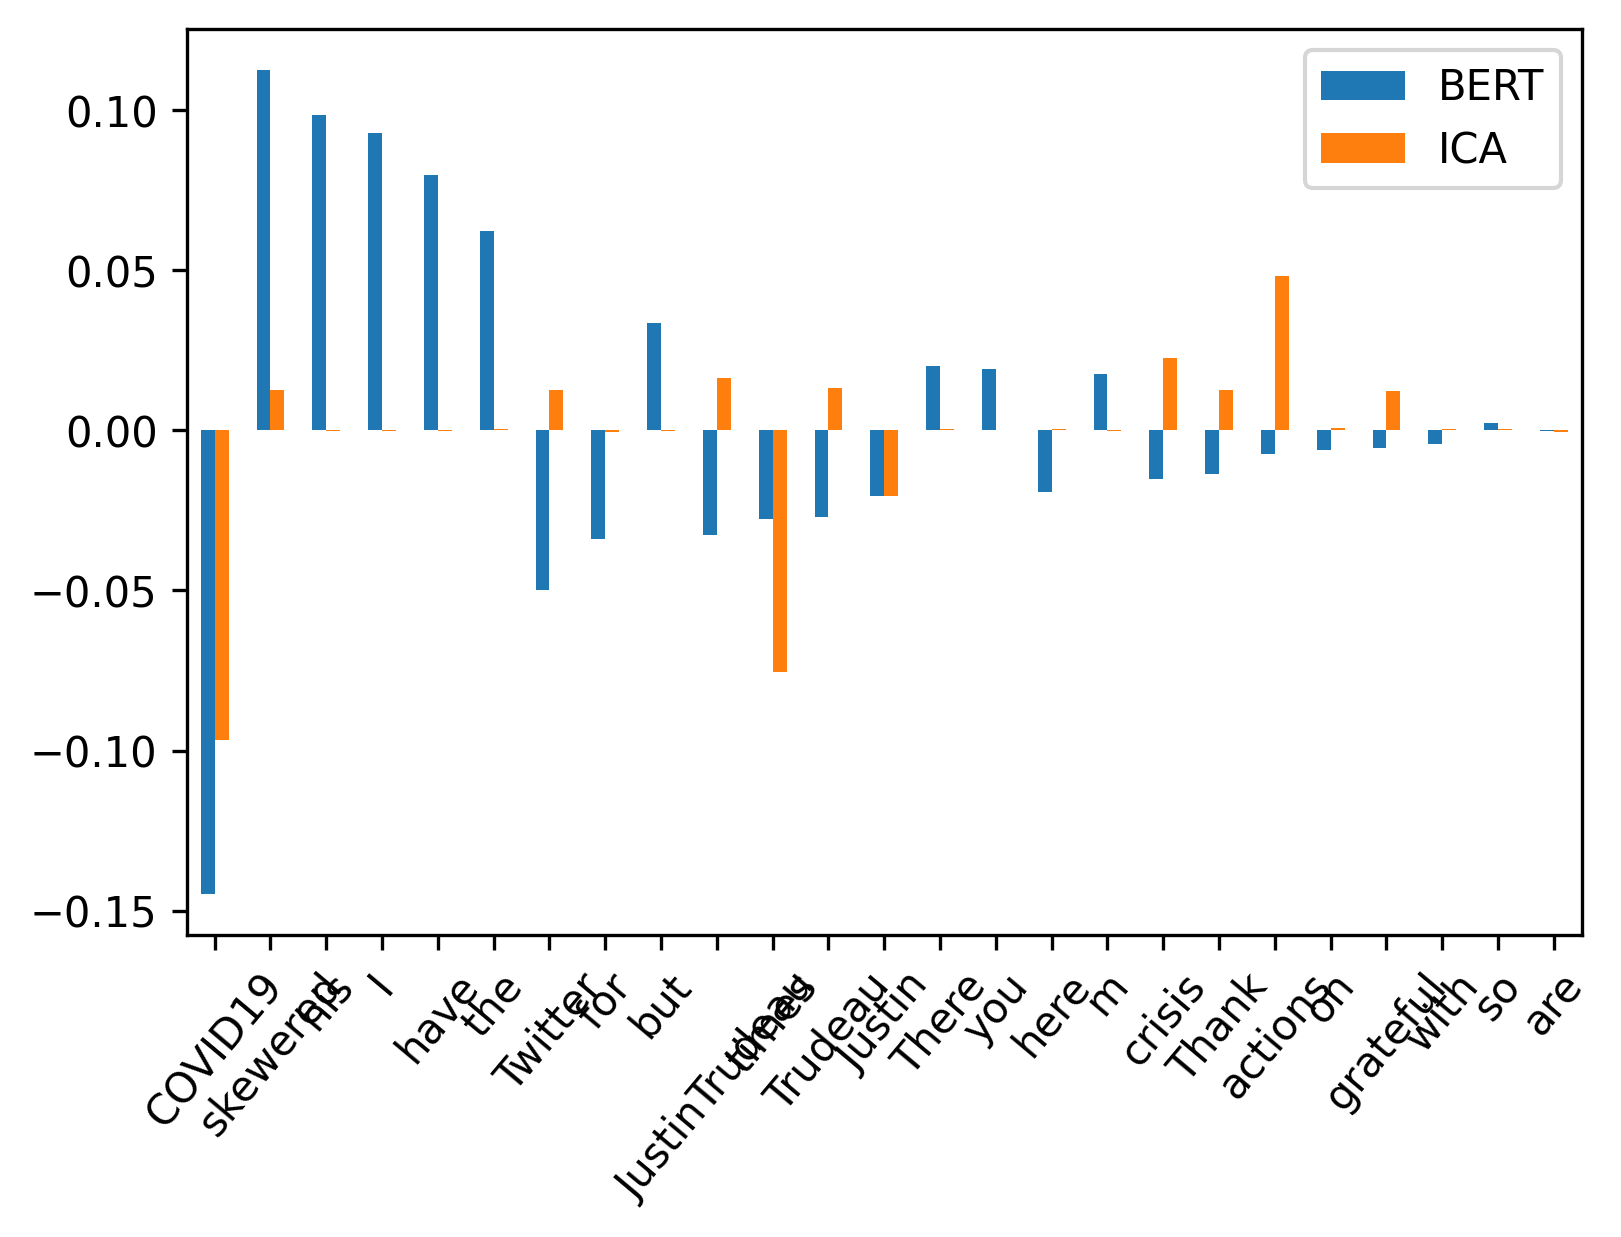 0.10
0.05
0.00
−0.05
−0.10
−0.15
BERT
ICA
COVID19
skewered
his
I
have
the
Twitter
for
but
JustinTrudeau
times
Trudeau
Justin
There
you
here
m
crisis
Thank
actions
on
grateful
with
so
are